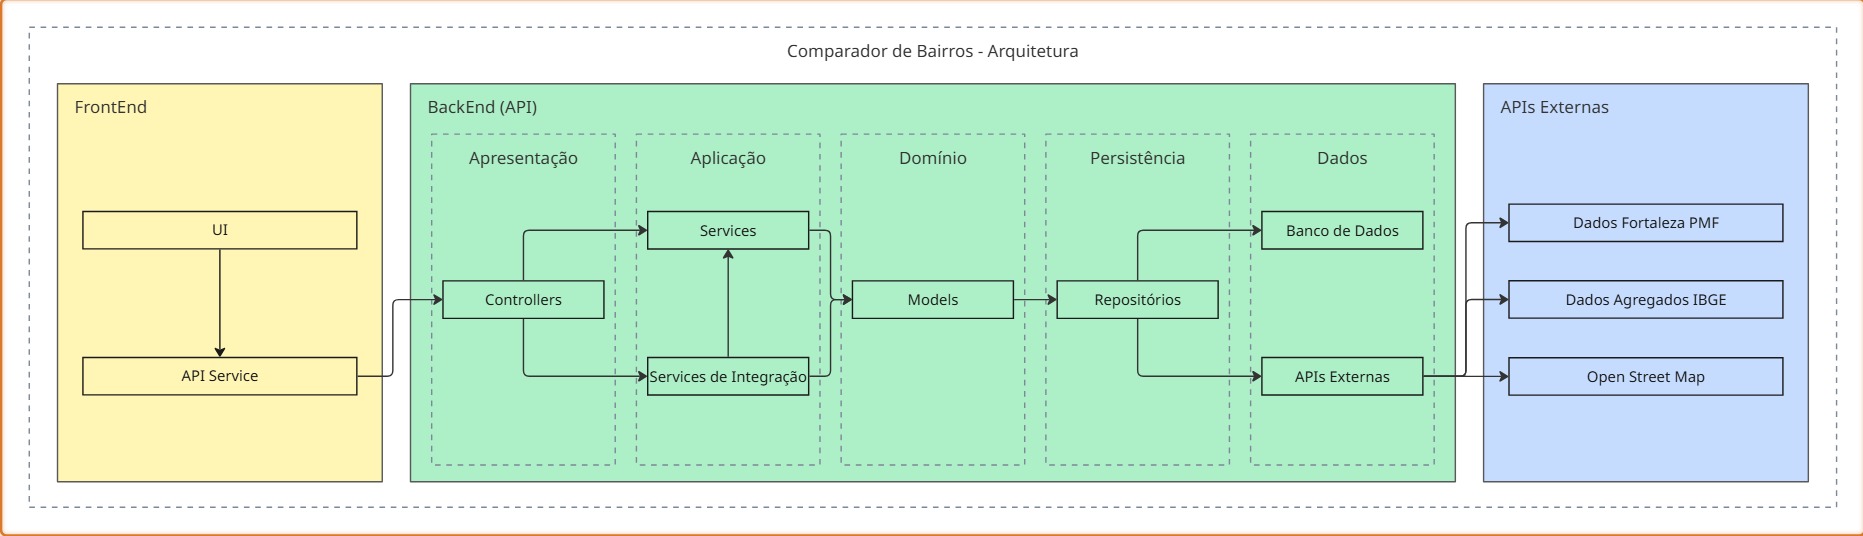 Comparador de Bairros - Arquitetura
FrontEnd
UI
API Service
BackEnd (API)
Apresentação
Controllers
Aplicação
Services
Services de Integração
Domínio
Models
Persistência
Repositórios
Dados
Banco de Dados
APIs Externas
APIs Externas
Dados Fortaleza PMF
Dados Agregados IBGE
Open Street Map